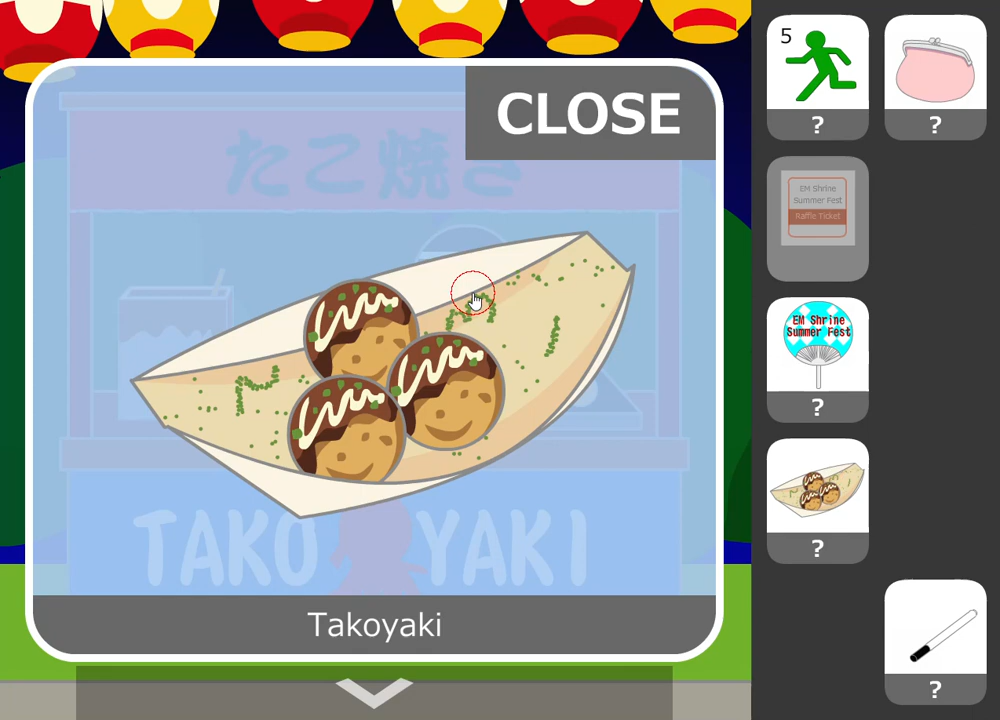 CLOSE
たこ焼き
TAKO YAKI
Takoyaki
5
?
?
EM Shrine
Summer Fest
Raffle Ticket
EM Shrine
Summer Fest
?
?
?